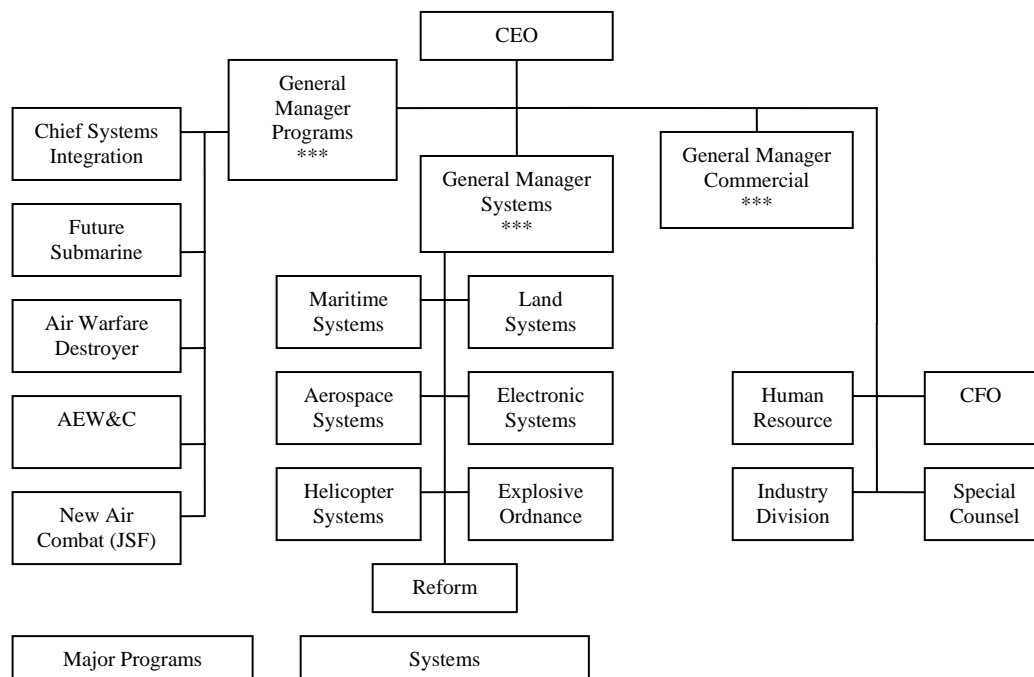 CEO
General
Manager
Programs
***
Chief Systems
Integration
Future
Submarine
Air Warfare
Destroyer
AEW&C
New Air
Combat (JSF)
General Manager
Systems
***
Maritime
Systems
Land
Systems
Aerospace
Systems
Electronic
Systems
Helicopter
Systems
Explosive
Ordnance
Reform
General Manager
Commercial
***
Human
Resource
CFO
Industry
Division
Special
Counsel
Major Programs
Systems